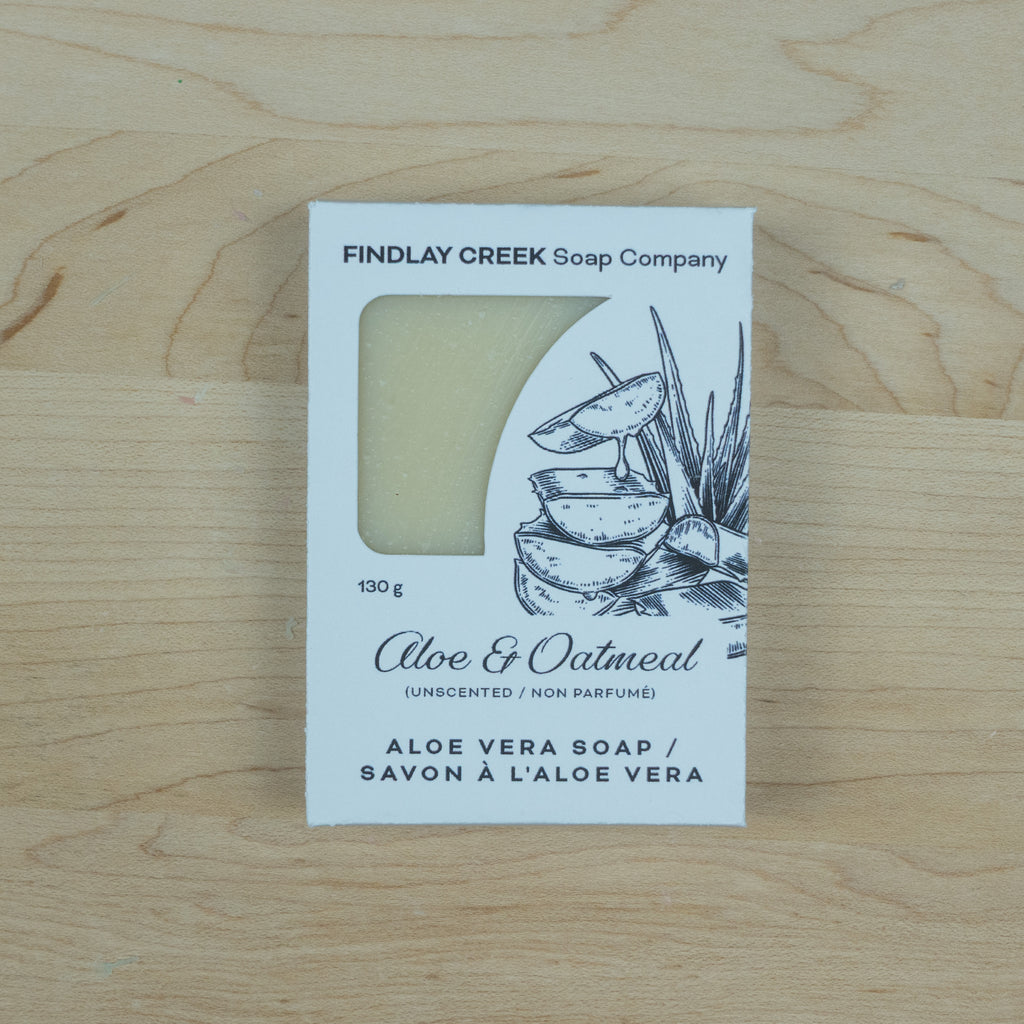 FINDLAY CREEK Soap Company
130 g
Aloe & Oatmeal
(UNSCENTED / NON PARFUMÉ)
ALOE VERA SOAP /
SAVON À L'ALOE VERA